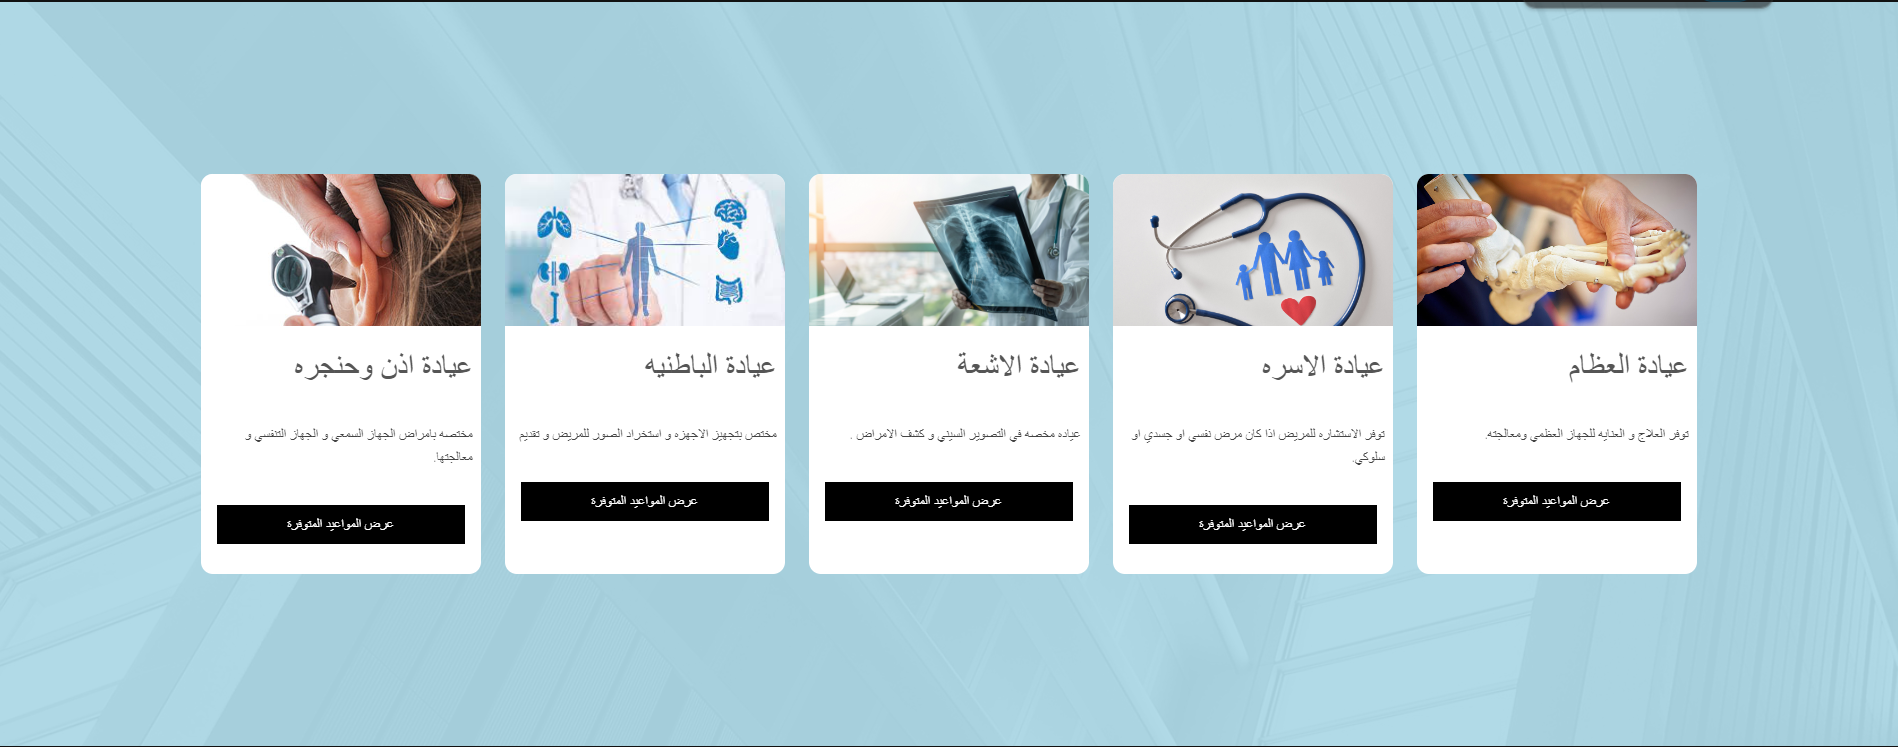 عيادة العظام
توفر العلاج و العنايه للجهاز العظمي ومعالجته.
عرض المواعيد المتوفرة
عيادة الاسره
توفر الاستشاره للمريض اذا كان مرض نفسي او جسدي او
سلوكي.
عرض المواعيد المتوفرة
عيادة الاشعة
عياده مخصه في التصوير السيني و كشف الامراض .
عرض المواعيد المتوفرة
عيادة الباطنيه
مختص بتجهيز الاجهزه و استخراد الصور للمريض و تقديم
عرض المواعيد المتوفرة
عيادة اذن وحنجره
مختصه بامراض الجهاز السمعي و الجهاز التنفسي و
معالجتها.
عرض المواعيد المتوفرة